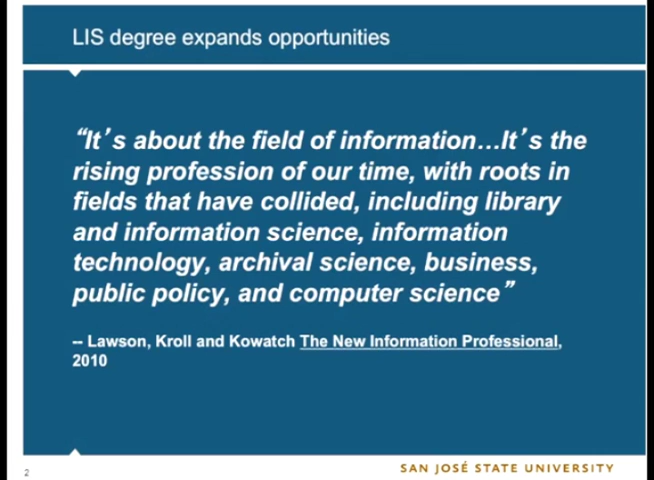 LIS degree expands opportunities
“It’s about the field of information…It’s the
rising profession of our time, with roots in
fields that have collided, including library
and information science, information
technology, archival science, business,
public policy, and computer science”
-- Lawson, Kroll and Kowatch The New Information Professional,
2010
2
SAN JOSÉ STATE UNIVERSITY